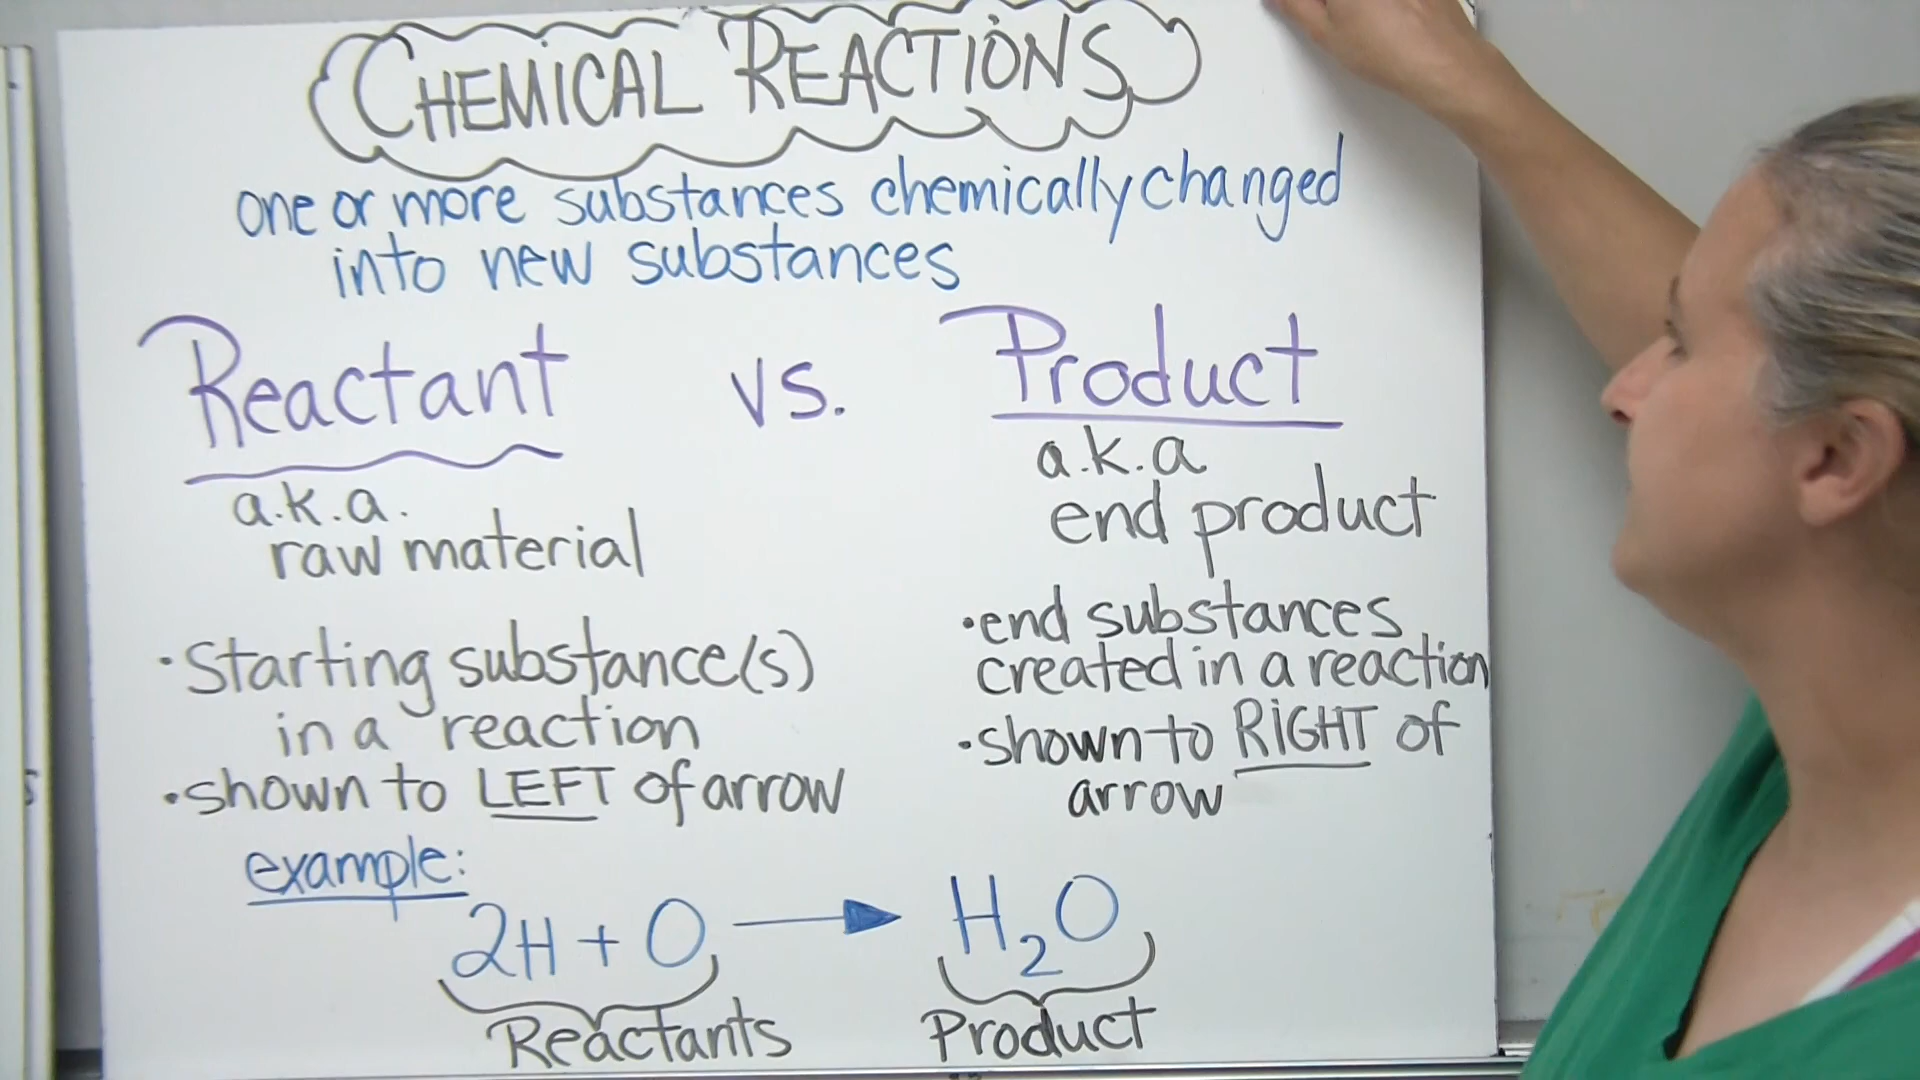 CHEMICAL REACTIONS
one or more substances chemically changed
into new substances
Reactant vs. Product
a.k.a.
raw material
• Starting substance(s)
in a reaction
• shown to LEFT of arrow
a.k.a
end product
• end substances
created in a reaction
• shown to RIGHT of
arrow
example:
2H + O → H₂O
Reactants Product